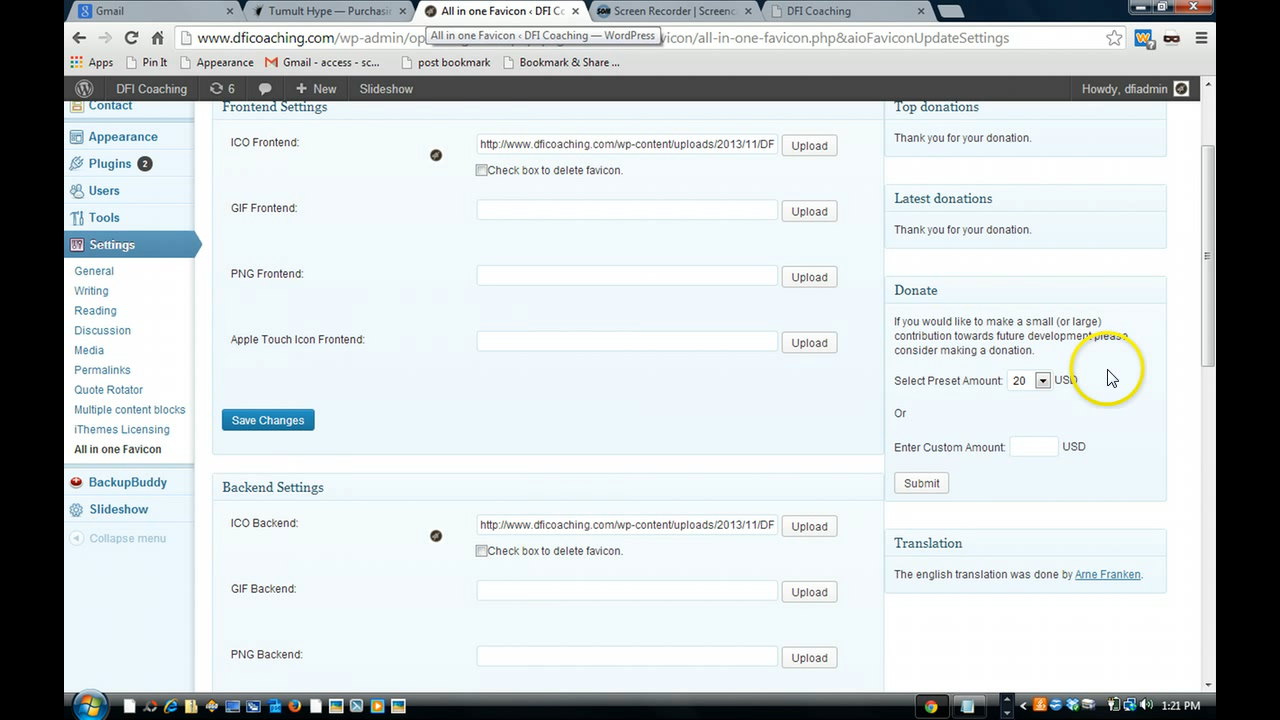 Gmail
Tumult Hype — Purchasin
All in one Favicon ‹ DFI Co
Screen Recorder | Screenc
DFI Coaching
www.dficoaching.com/wp-admin/op
icon/all-in-one-favicon.php&aioFaviconUpdateSettings
All in one Favicon ‹ DFI Coaching — WordPress
Apps
Pin It
Appearance
Gmail - access - sc...
post bookmark
Bookmark & Share ...
DFI Coaching
6
New
Slideshow
Howdy, dfiadmin
Contact
Appearance
Plugins 2
Users
Tools
Settings
General
Writing
Reading
Discussion
Media
Permalinks
Quote Rotator
Multiple content blocks
iThemes Licensing
All in one Favicon
BackupBuddy
Slideshow
Collapse menu
Frontend Settings
ICO Frontend:
http://www.dficoaching.com/wp-content/uploads/2013/11/DF
Upload
Check box to delete favicon.
GIF Frontend:
Upload
PNG Frontend:
Upload
Apple Touch Icon Frontend:
Upload
Save Changes
Backend Settings
ICO Backend:
http://www.dficoaching.com/wp-content/uploads/2013/11/DF
Upload
Check box to delete favicon.
GIF Backend:
Upload
PNG Backend:
Upload
Top donations
Thank you for your donation.
Latest donations
Thank you for your donation.
Donate
If you would like to make a small (or large)
contribution towards future development please
consider making a donation.
Select Preset Amount: 20 USD
Or
Enter Custom Amount: USD
Submit
Translation
The english translation was done by Arne Franken.
1:21 PM